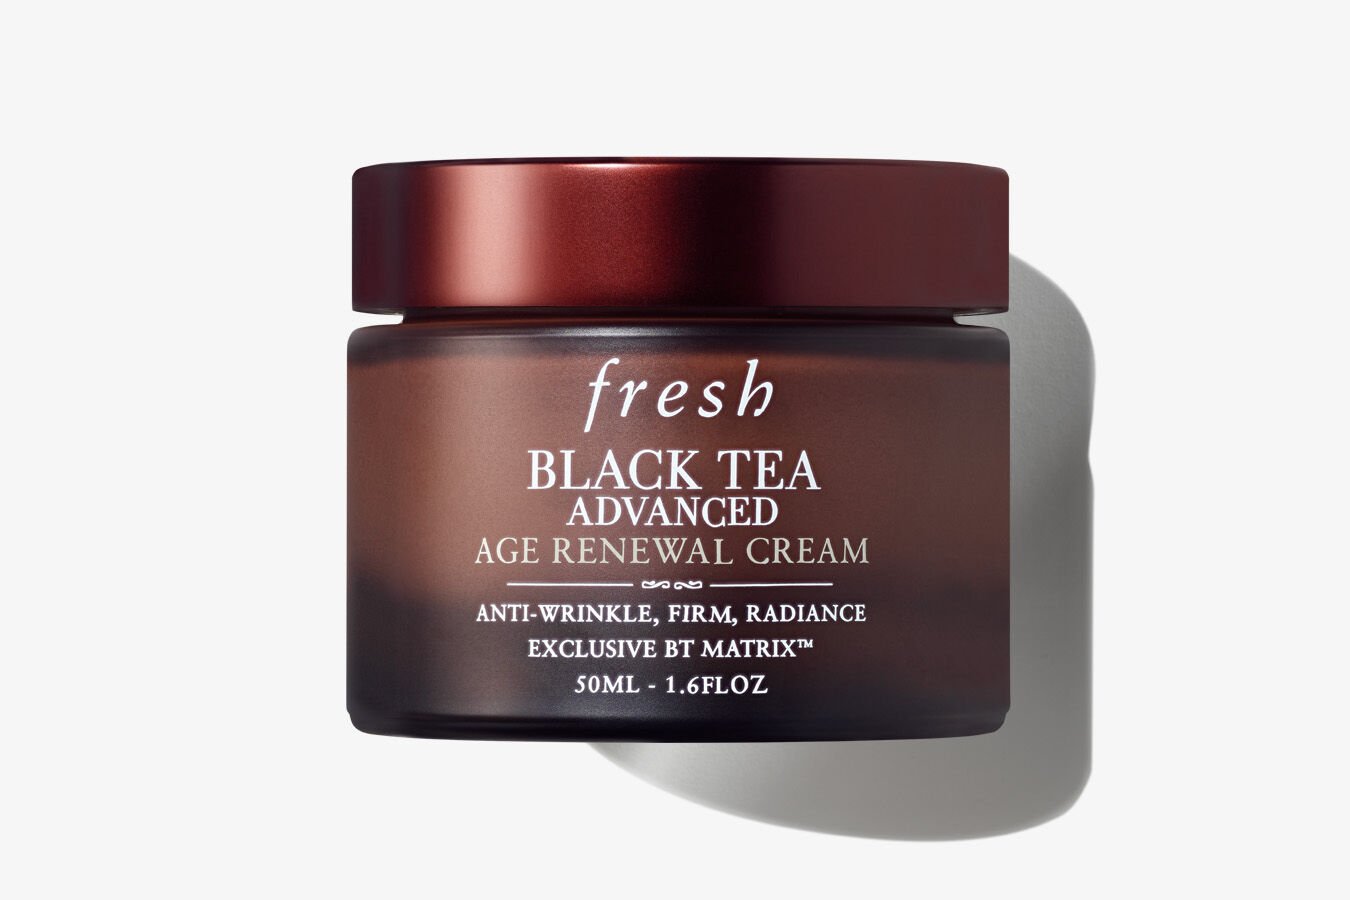 fresh
BLACK TEA
ADVANCED
AGE RENEWAL CREAM
ANTI-WRINKLE, FIRM, RADIANCE
EXCLUSIVE BT MATRIX™
50ML - 1.6FLOZ